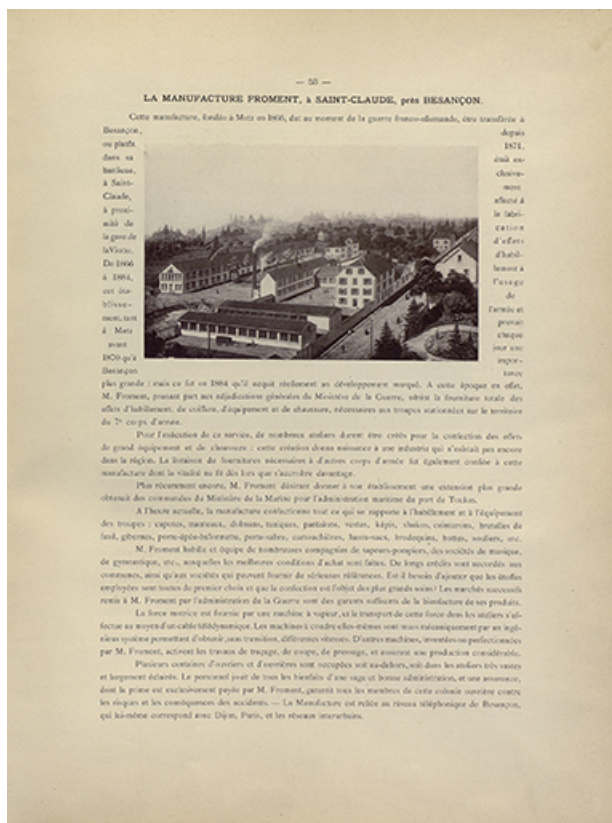 — 58 —
LA MANUFACTURE FROMENT, à SAINT-CLAUDE, près BESANÇON.
Cette manufacture, fondée à Metz en 1866, dut au moment de la guerre franco-allemande, être transférée à
Besançon,
ou plutôt
dans sa
banlieue,
à Saint-
Claude,
à proxi-
mité de
la gare de
la Viotte.
De 1866
à 1884,
cet éta-
blisse-
ment, tant
à Metz
avant
1870 qu'à
Besançon
depuis
1871,
était ex-
clusive-
ment
affecté à
la fabri-
cation
d'effets
d'habil-
lement à
l'usage
de
l'armée et
prenait
chaque
jour une
impor-
tance
plus grande ; mais ce fut en 1884 qu'il acquit réellement un développement marqué. A cette époque en effet,
M. Froment, prenant part aux adjudications générales du Ministère de la Guerre, obtint la fourniture totale des
effets d'habillement, de coiffure, d'équipement et de chaussure, nécessaires aux troupes stationnées sur le territoire
du 7e corps d'armée.
Pour l'exécution de ce service, de nombreux ateliers durent être créés pour la confection des effets
de grand équipement et de chaussures : cette création donna naissance à une industrie qui n'existait pas encore
dans la région. La livraison de fournitures nécessaires à d'autres corps d'armée fut également confiée à cette
manufacture dont la vitalité ne fit dès lors que s'accroître davantage.
Plus récemment encore, M. Froment désirant donner à son établissement une extension plus grande
obtenait des commandes du Ministère de la Marine pour l'administration maritime du port de Toulon.
A l'heure actuelle, la manufacture confectionne tout ce qui se rapporte à l'habillement et à l'équipement
des troupes : capotes, manteaux, dolmans, tuniques, pantalons, vestes, képis, shakos, ceinturons, bretelles de
fusil, gibernes, porte-épée-baïonnette, porte-sabre, cartouchières, havre-sacs, brodequins, bottes, souliers, etc.
M. Froment habille et équipe de nombreuses compagnies de sapeurs-pompiers, des sociétés de musique,
de gymnastique, etc., auxquelles les meilleures conditions d'achat sont faites. De longs crédits sont accordés aux
communes, ainsi qu'aux sociétés qui peuvent fournir de sérieuses références. Est-il besoin d'ajouter que les étoffes
employées sont toutes de premier choix et que la confection est l'objet des plus grands soins ? Les marchés successifs
remis à M. Froment par l'administration de la Guerre sont des garants suffisants de la bienfacture de ses produits.
La force motrice est fournie par une machine à vapeur, et la transport de cette force dans les ateliers s'ef-
fectue au moyen d'un cable télédynamique. Les machines à coudre elles-mêmes sont mues mécaniquement par un ingé-
nieux système permettant d'obtenir, sans transition, différentes vitesses. D'autres machines, inventées ou perfectionnées
par M. Froment, activent les travaux de traçage, de coupe, de pressage, et assurent une production considérable.
Plusieurs centaines d'ouvriers et d'ouvrières sont occupées soit au-dehors, soit dans les ateliers très vastes
et largement éclairés. Le personnel jouit de tous les bienfaits d'une sage et bonne administration, et une assurance,
dont la prime est exclusivement payée par M. Froment, garantit tous les membres de cette colonie ouvrière contre
les risques et les conséquences des accidents. — La Manufacture est reliée au réseau téléphonique de Besançon,
qui lui-même correspond avec Dijon, Paris, et les réseaux interurbains.